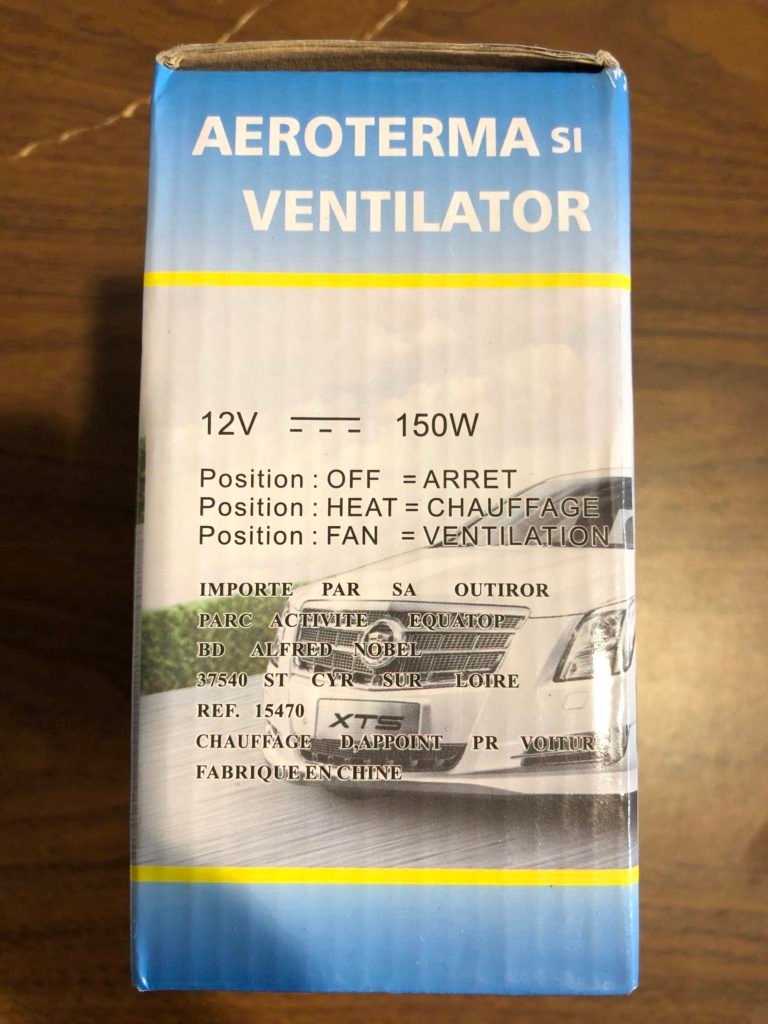 AEROTERMA SI
VENTILATOR
12V 150W
Position : OFF = ARRET
Position : HEAT = CHAUFFAGE
Position : FAN = VENTILATION
IMPORTE PAR SA OUTIROR
PARC ACTIVITE EQUATOP
BD ALFRED NOBEL
37540 ST CYR SUR LOIRE
REF. 15470
XTS
CHAUFFAGE D,APPOINT PR VOITUR
FABRIQUE EN CHINE